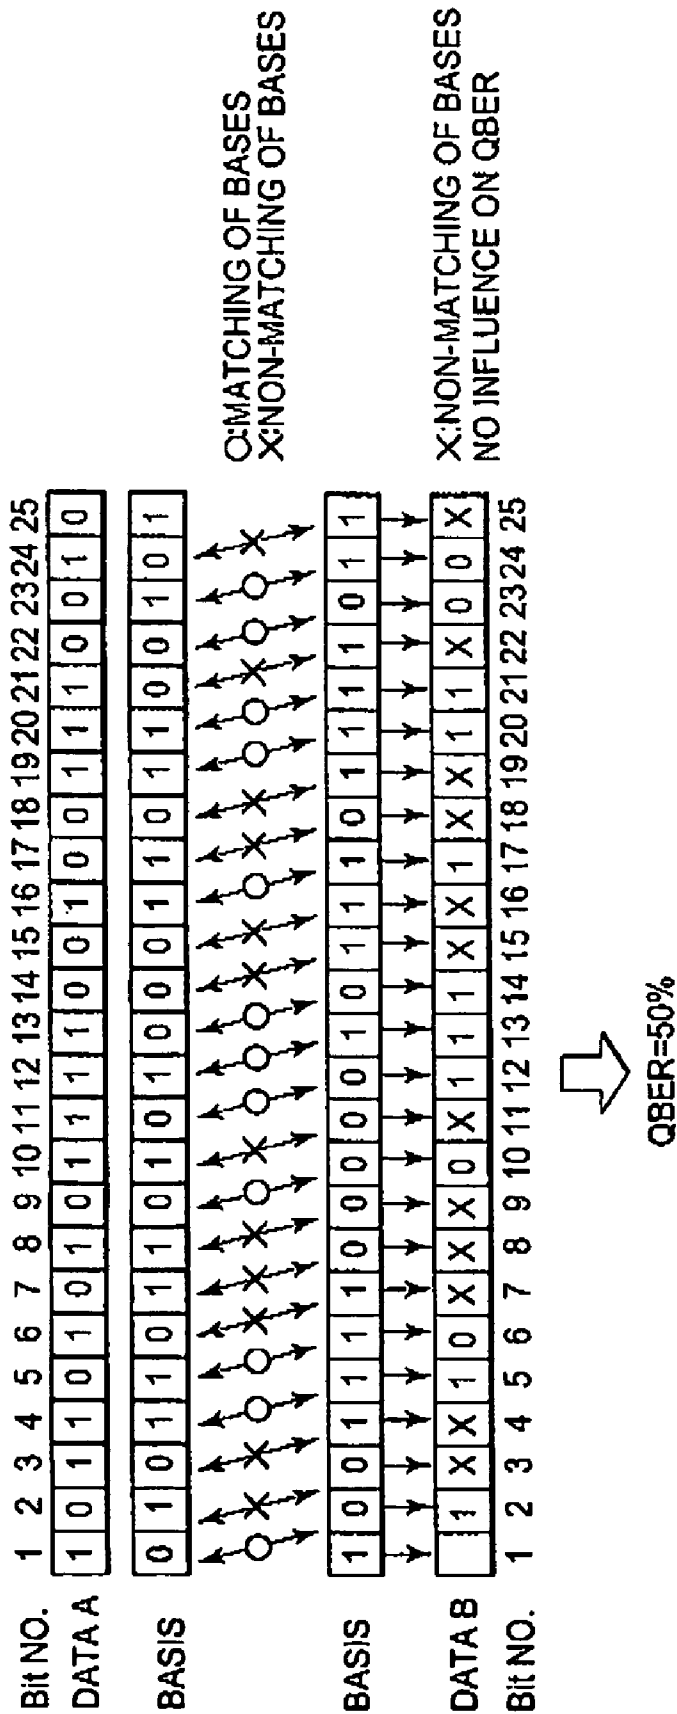 Bit NO. 1 2 3 4 5 6 7 8 9 10 11 12 13 14 15 16 17 18 19 20 21 22 23 24 25
DATA A 1 0 1 1 0 1 0 1 0 1 1 1 1 0 0 1 0 0 1 1 1 0 0 1 0
BASIS 0 1 0 1 1 0 1 1 0 1 0 1 0 0 0 1 1 0 1 1 0 0 1 0 1
O X X O O X X X O X O O O X X O X X O O X O O X
O:MATCHING OF BASES
X:NON-MATCHING OF BASES
BASIS 1 0 0 1 1 1 1 0 0 0 0 0 1 0 1 1 1 0 1 1 1 1 0 1 1
DATA B 1 X X 1 0 X X X 0 X 1 1 1 X X 1 X X 1 1 X 0 0 X
X:NON-MATCHING OF BASES
NO INFLUENCE ON QBER
Bit NO. 1 2 3 4 5 6 7 8 9 10 11 12 13 14 15 16 17 18 19 20 21 22 23 24 25
QBER=50%